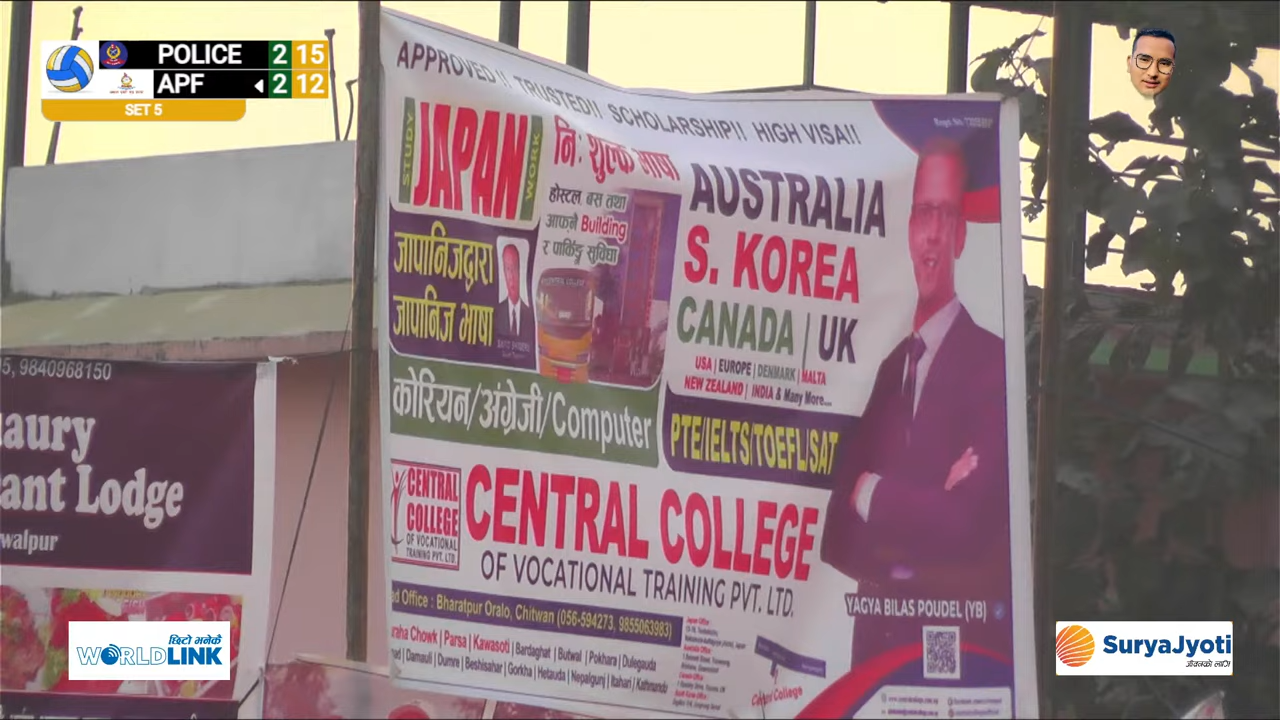 POLICE 2 15
APF 2 12
SET 5
APPROVED!! TRUSTED!! SCHOLARSHIP!! HIGH VISA!!
STUDY JAPAN WORK
निः शुल्क भाषा
होस्टल, बस तथा
आफ्नै Building
र पार्किङ्ग सुविधा
जापानिजद्वारा
जापानिज भाषा
AUSTRALIA
S. KOREA
CANADA | UK
USA | EUROPE | DENMARK | MALTA
NEW ZEALAND | INDIA & Many More...
कोरियन/अंग्रेजी/Computer
PTE/IELTS/TOEFL/SAT
CENTRAL
COLLEGE
OF VOCATIONAL
TRAINING PVT. LTD.
CENTRAL COLLEGE
OF VOCATIONAL TRAINING PVT. LTD.
Office : Bharatpur Oralo, Chitwan (056-594273, 9855063983)
Chowk | Parsa | Kawasoti | Bardaghat | Butwal | Pokhara | Dulegauda
Damauli | Dumre | Beshisahar | Gorkha | Hetauda | Nepalgunj | Itahari | Kathmandu
YAGYA BILAS POUDEL (YB)
Central College
9840968150
aury
ant Lodge
walpur
छिटो भनेकै
WORLDLINK
SuryaJyoti
जीवनको लागि